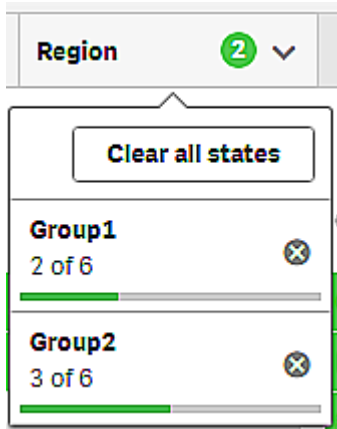 Region 2
Clear all states
Group1
2 of 6
Group2
3 of 6